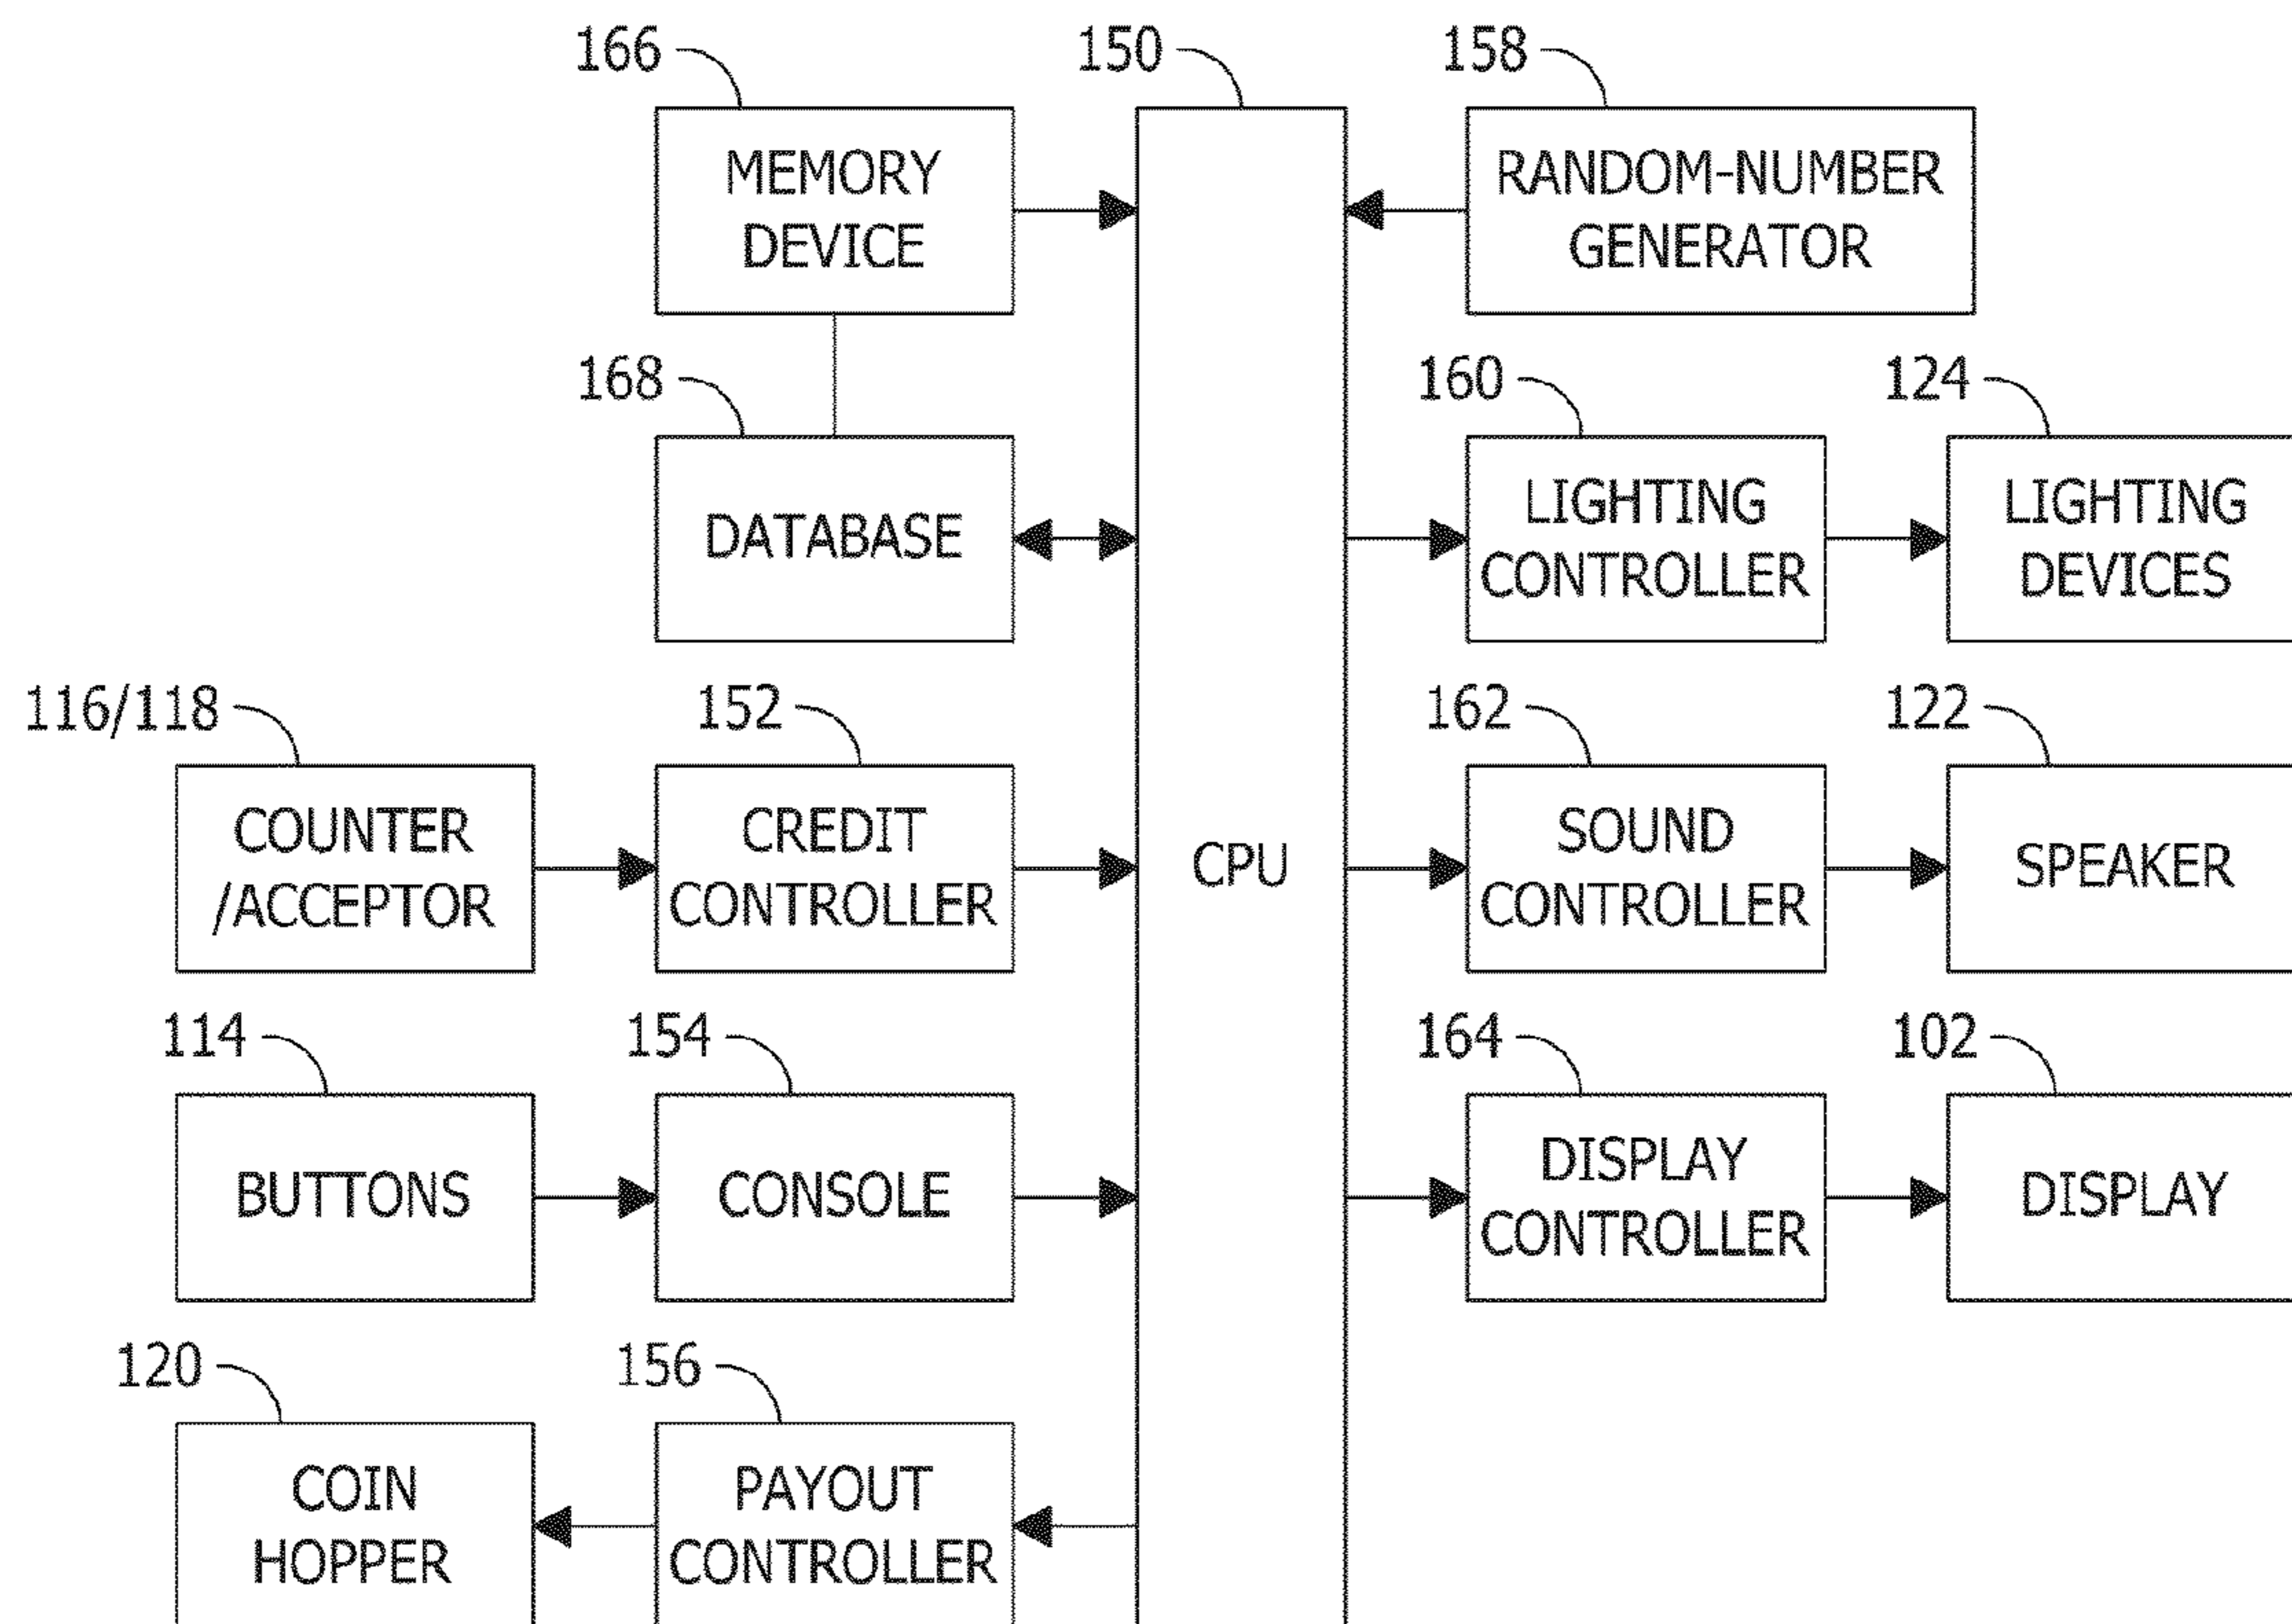 166
150
158
MEMORY
DEVICE
RANDOM-NUMBER
GENERATOR
168
160
124
DATABASE
LIGHTING
CONTROLLER
LIGHTING
DEVICES
116/118
152
162
122
COUNTER
/ACCEPTOR
CREDIT
CONTROLLER
CPU
SOUND
CONTROLLER
SPEAKER
114
154
164
102
BUTTONS
CONSOLE
DISPLAY
CONTROLLER
DISPLAY
120
156
COIN
HOPPER
PAYOUT
CONTROLLER